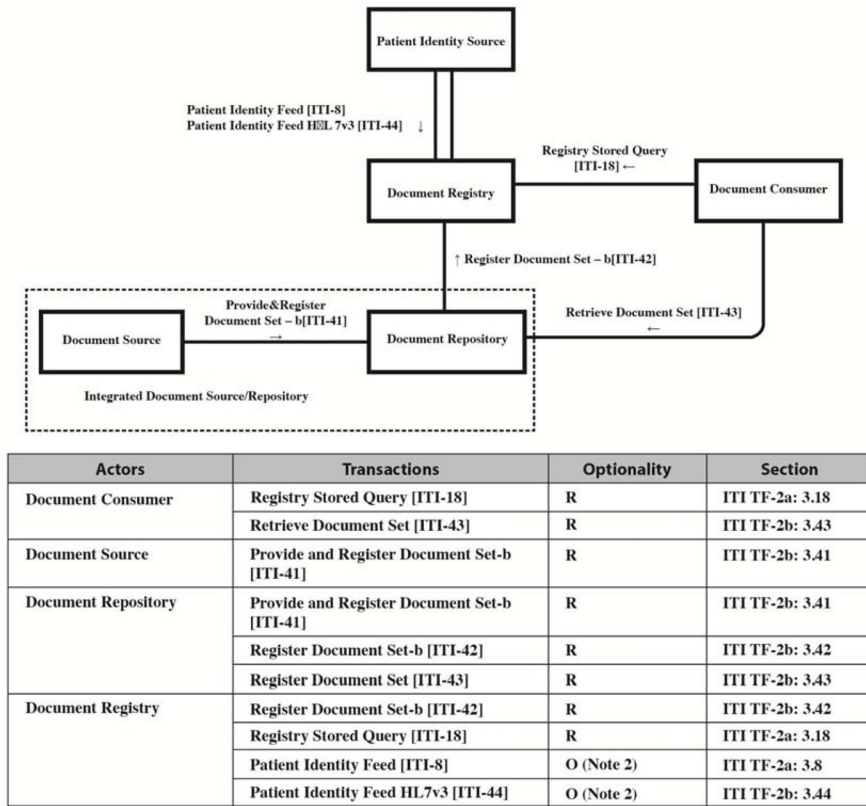 Patient Identity Source
Patient Identity Feed [ITI-8]
Patient Identity Feed H�L 7v3 [ITI-44] ↓
Registry Stored Query
[ITI-18] ←
Document Registry
Document Consumer
↑ Register Document Set – b[ITI-42]
Provide&Register
Document Set – b[ITI-41]
→
Retrieve Document Set [ITI-43]
←
Document Source
Document Repository
Integrated Document Source/Repository
Actors Transactions Optionality Section
Document Consumer Registry Stored Query [ITI-18] R ITI TF-2a: 3.18
Retrieve Document Set [ITI-43] R ITI TF-2b: 3.43
Document Source Provide and Register Document Set-b R ITI TF-2b: 3.41
[ITI-41]
Document Repository Provide and Register Document Set-b R ITI TF-2b: 3.41
[ITI-41]
Register Document Set-b [ITI-42] R ITI TF-2b: 3.42
Register Document Set [ITI-43] R ITI TF-2b: 3.43
Document Registry Register Document Set-b [ITI-42] R ITI TF-2b: 3.42
Registry Stored Query [ITI-18] R ITI TF-2a: 3.18
Patient Identity Feed [ITI-8] O (Note 2) ITI TF-2a: 3.8
Patient Identity Feed HL7v3 [ITI-44] O (Note 2) ITI TF-2b: 3.44